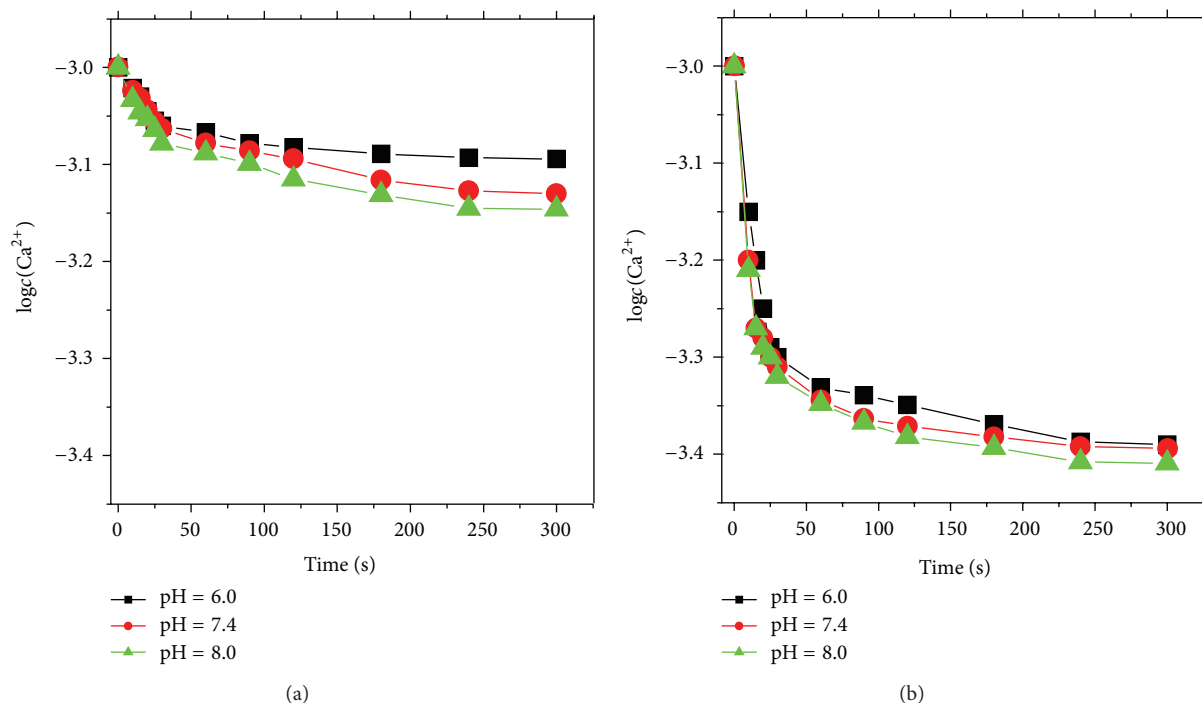 −3.0
−3.1
−3.2
−3.3
−3.4
logc(Ca²⁺)
0 50 100 150 200 250 300
Time (s)
pH = 6.0
pH = 7.4
pH = 8.0
(a)
−3.0
−3.1
−3.2
−3.3
−3.4
logc(Ca²⁺)
0 50 100 150 200 250 300
Time (s)
pH = 6.0
pH = 7.4
pH = 8.0
(b)